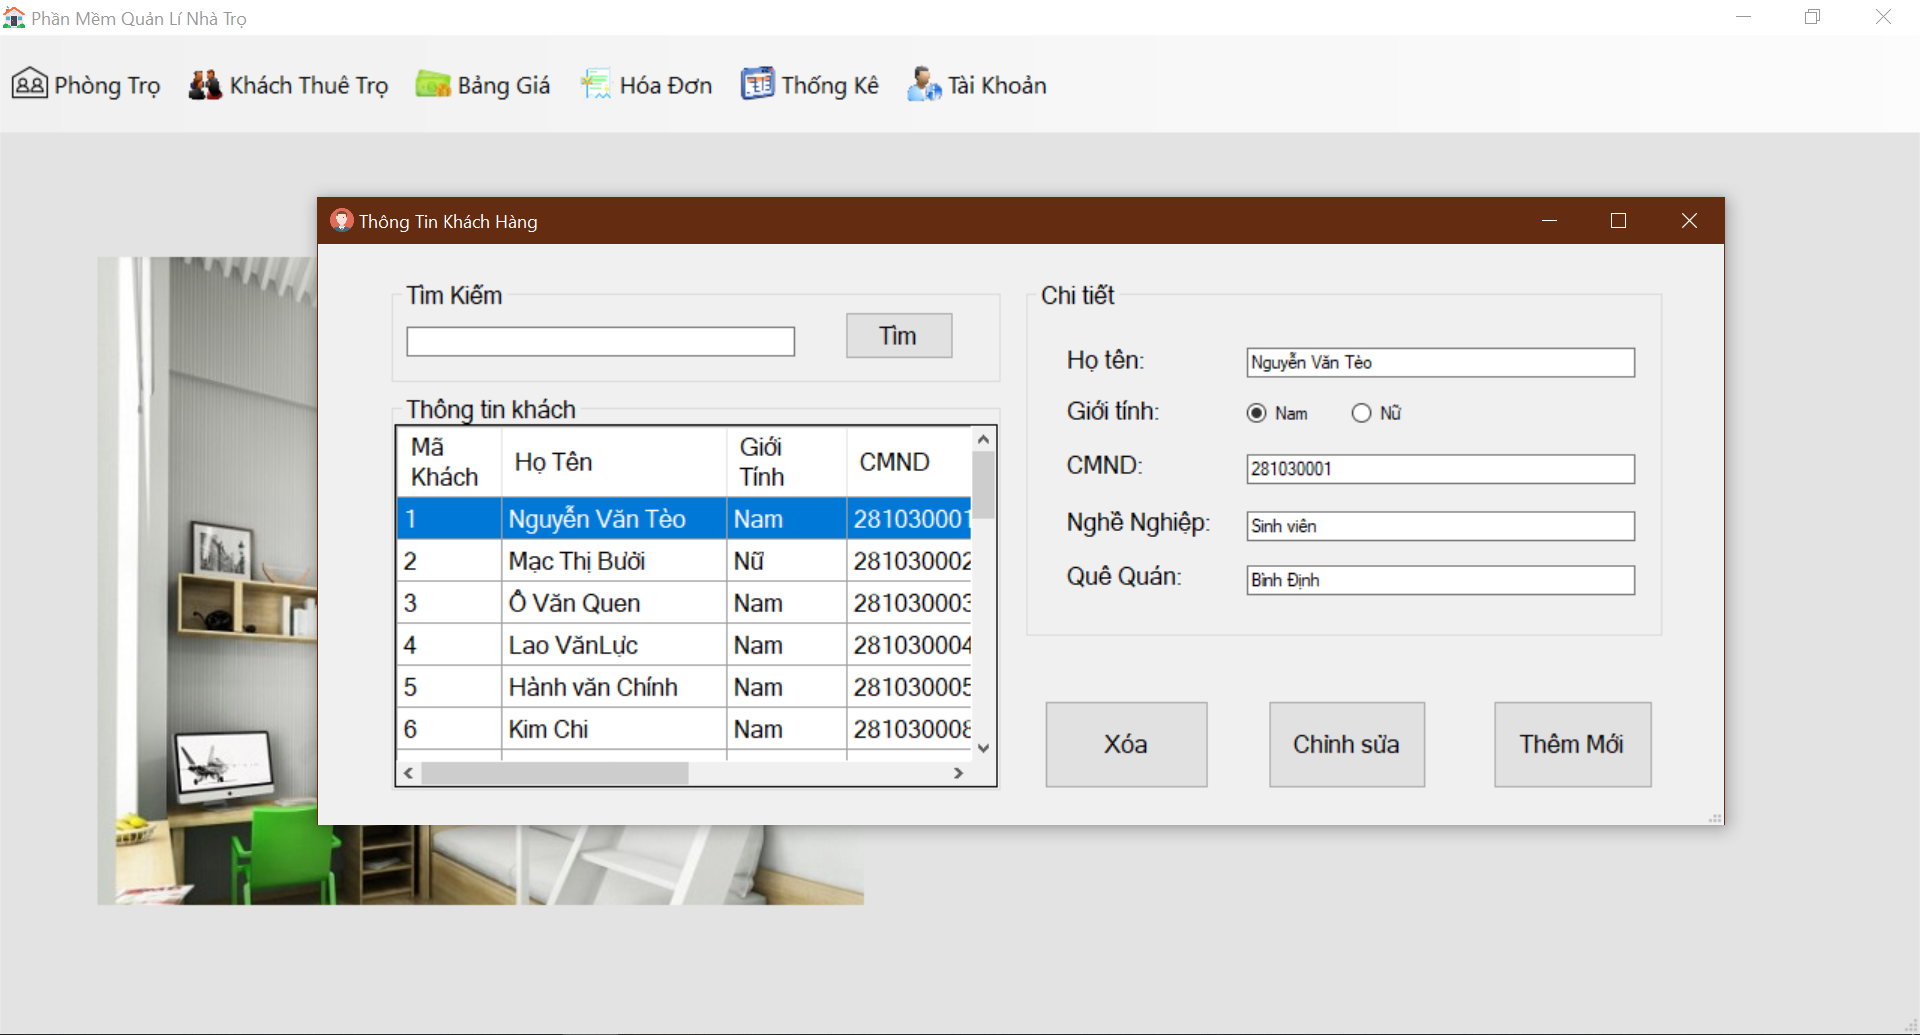 Phần Mềm Quản Lí Nhà Trọ
Phòng Trọ Khách Thuê Trọ Bảng Giá Hóa Đơn Thống Kê Tài Khoản
Thông Tin Khách Hàng
Tìm Kiếm
Tìm
Thông tin khách
Mã Khách Họ Tên Giới Tính CMND
1 Nguyễn Văn Tèo Nam 281030001
2 Mạc Thị Bười Nữ 281030002
3 Ô Văn Quen Nam 281030003
4 Lao VănLực Nam 281030004
5 Hành văn Chính Nam 281030005
6 Kim Chi Nam 281030008
Chi tiết
Họ tên: Nguyễn Văn Tèo
Giới tính: Nam Nữ
CMND: 281030001
Nghề Nghiệp: Sinh viên
Quê Quán: Bình Định
Xóa Chỉnh sửa Thêm Mới